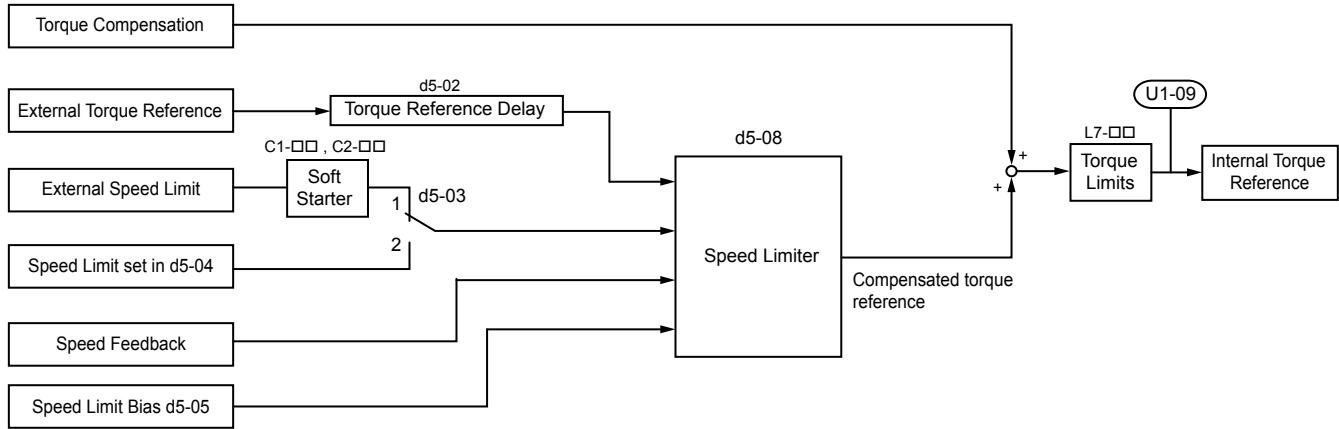 Torque Compensation
d5-02
External Torque Reference
Torque Reference Delay
U1-09
C1-□□ , C2-□□
d5-08
L7-□□
External Speed Limit
Soft
Starter
1
d5-03
+
+
Torque
Limits
Internal Torque
Reference
2
Speed Limit set in d5-04
Speed Limiter
Compensated torque
reference
Speed Feedback
Speed Limit Bias d5-05